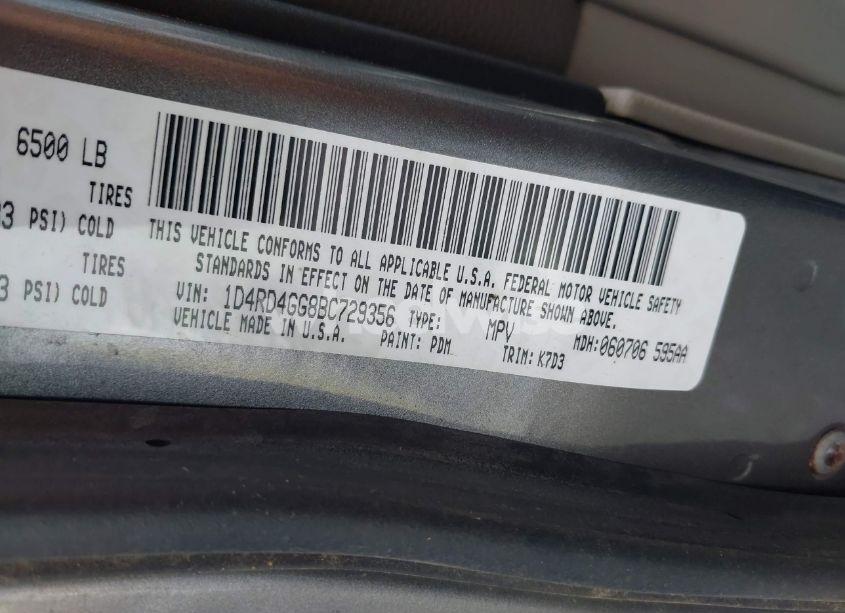 6500 LB
TIRES
3 PSI) COLD
TIRES
3 PSI) COLD
THIS VEHICLE CONFORMS TO ALL APPLICABLE U.S.A. FEDERAL MOTOR VEHICLE SAFETY
STANDARDS IN EFFECT ON THE DATE OF MANUFACTURE SHOWN ABOVE.
VIN: 1D4RD4GG8BC729356 TYPE: MPV MDH:060706 595AA
VEHICLE MADE IN U.S.A. PAINT: PDM TRIM: K7D3